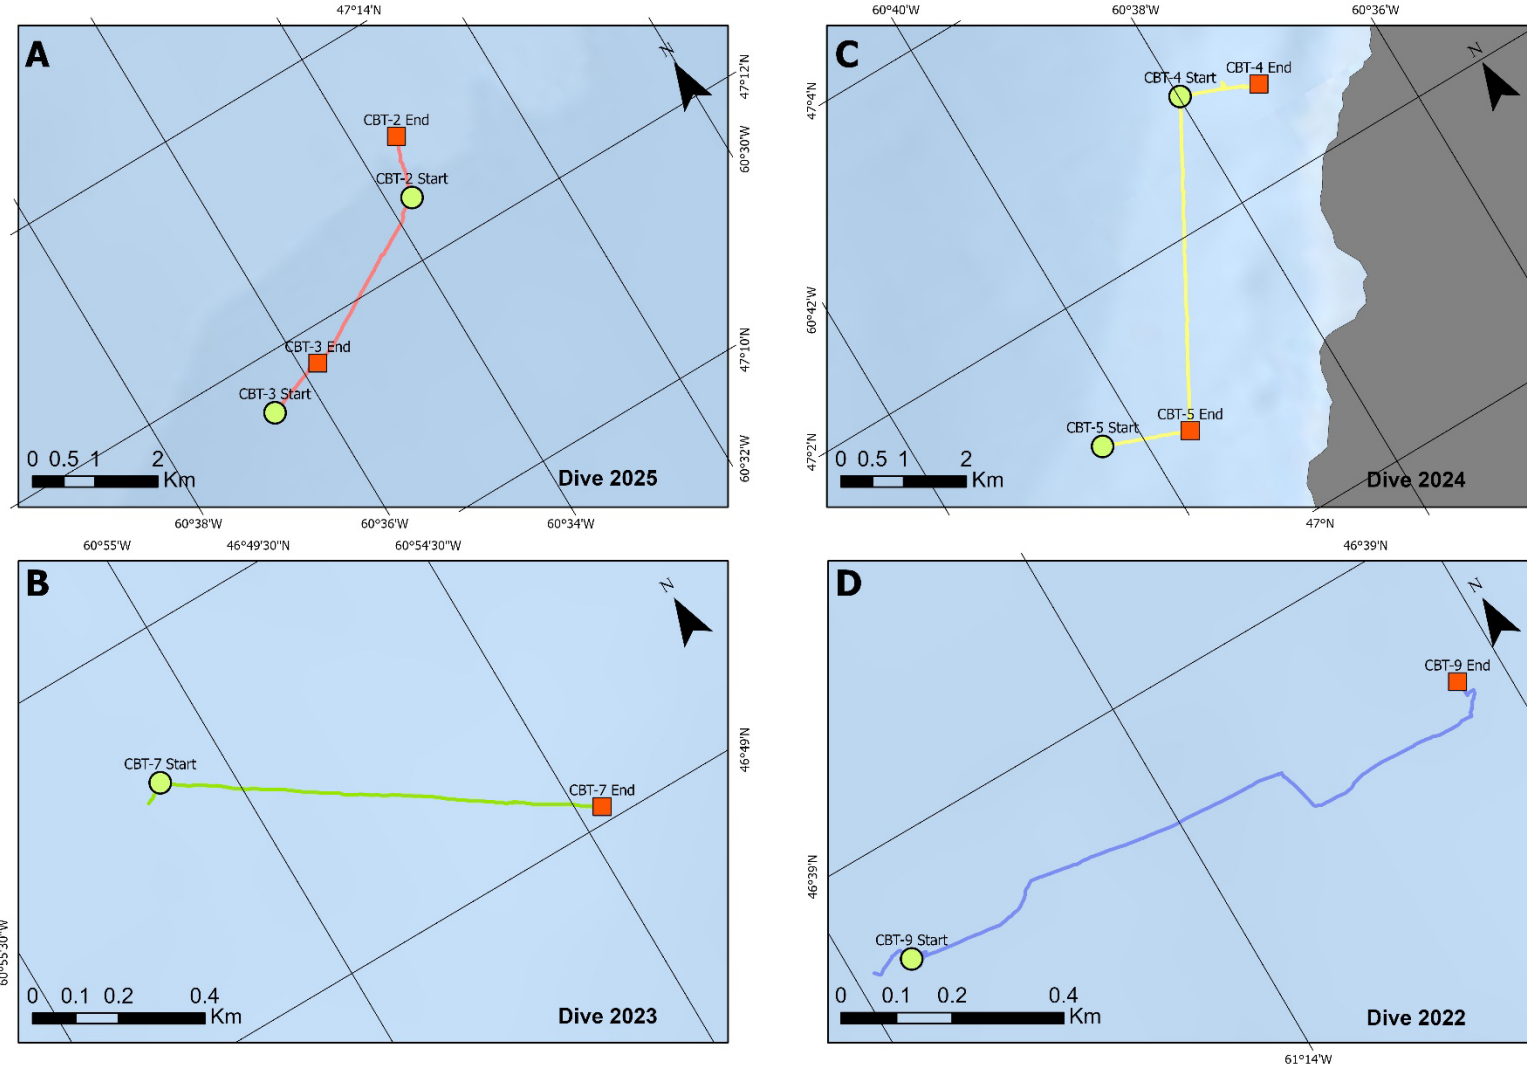 47°14'N
A
N
47°12'N
60°30'W
CBT-2 End
CBT-2 Start
CBT-3 End
CBT-3 Start
47°10'N
60°32'W
0 0.5 1 2
Km
Dive 2025
60°38'W 60°36'W 60°34'W
60°40'W 60°38'W 60°36'W
C
N
47°4'N
CBT-4 Start
CBT-4 End
60°42'W
CBT-5 Start
CBT-5 End
47°2'N
0 0.5 1 2
Km
Dive 2024
47°N
60°55'W 46°49'30"N 60°54'30"W
B
N
46°49'N
CBT-7 Start
CBT-7 End
60°55'30"W
0 0.1 0.2 0.4
Km
Dive 2023
46°39'N
D
N
CBT-9 End
46°39'N
CBT-9 Start
0 0.1 0.2 0.4
Km
Dive 2022
61°14'W